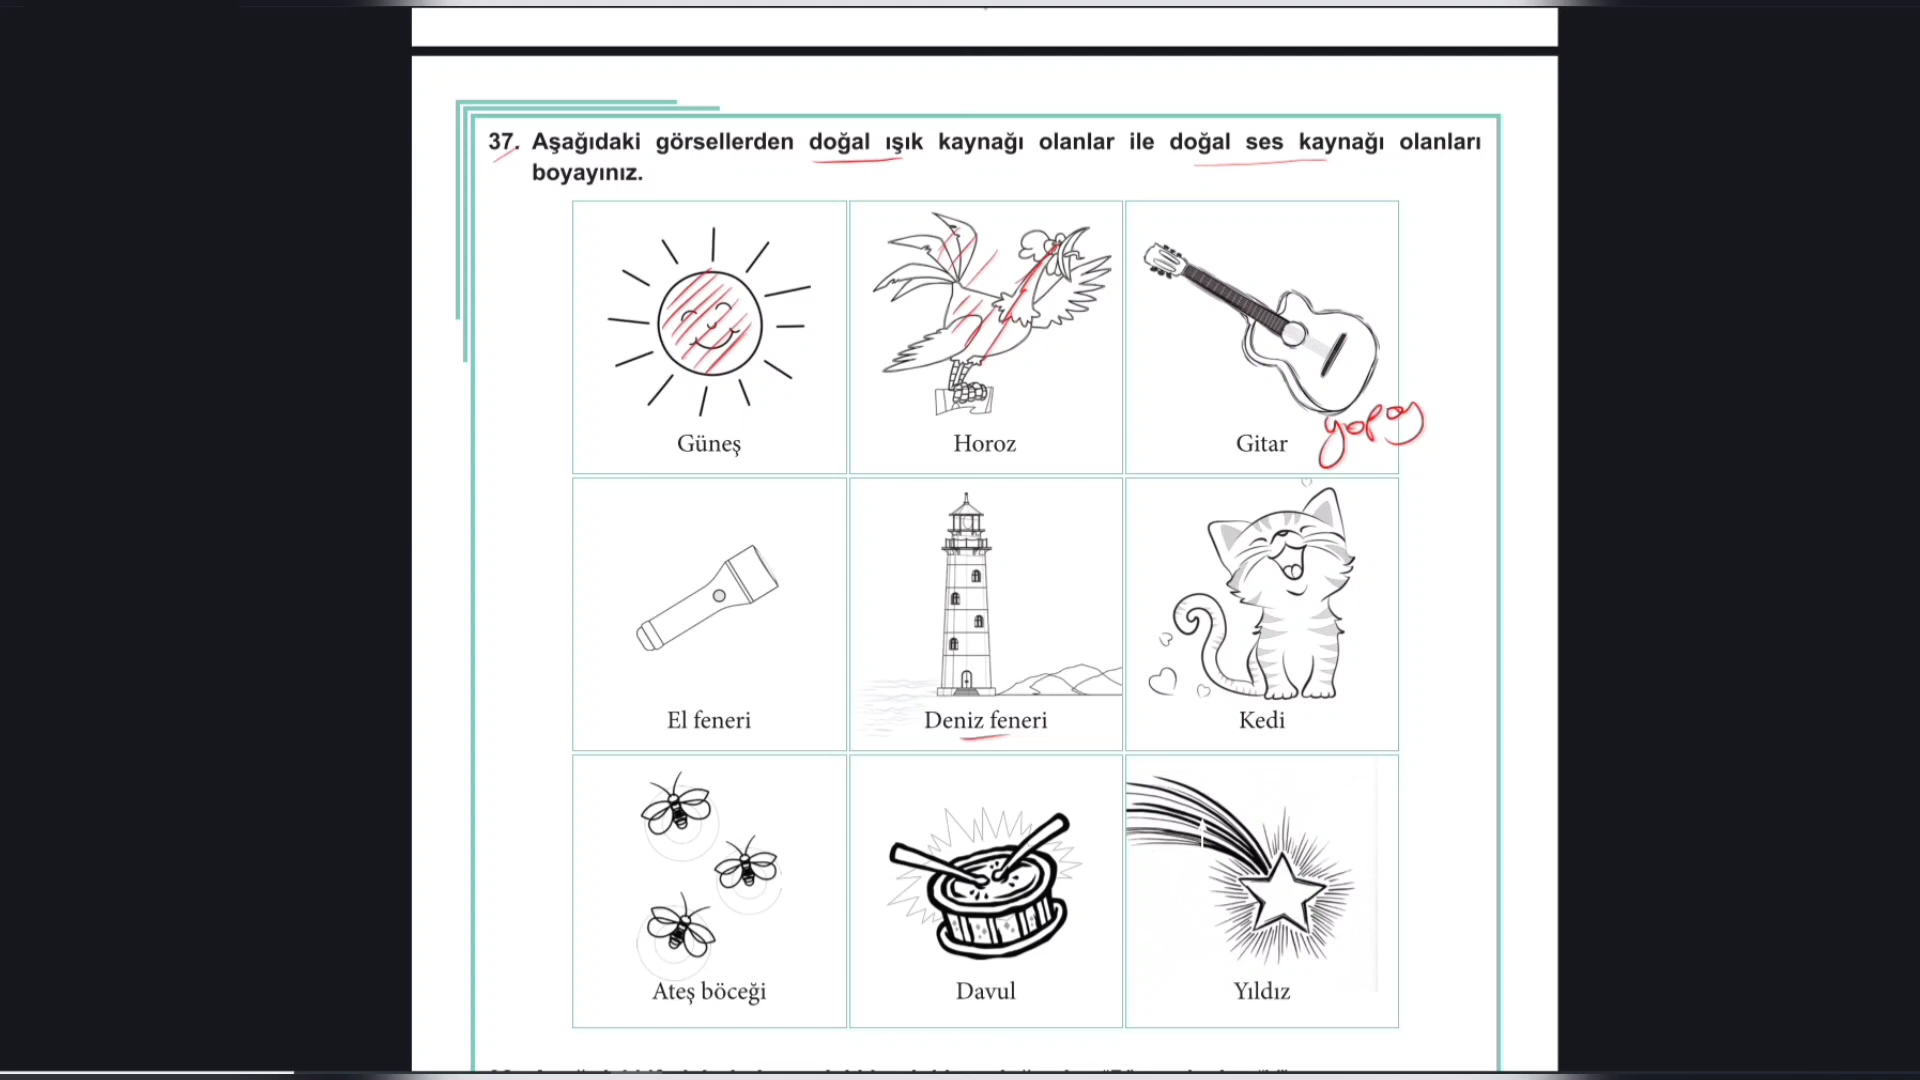 37. Aşağıdaki görsellerden doğal ışık kaynağı olanlar ile doğal ses kaynağı olanları
boyayınız.
Güneş
Horoz
Gitar
El feneri
Deniz feneri
Kedi
Ateş böceği
Davul
Yıldız